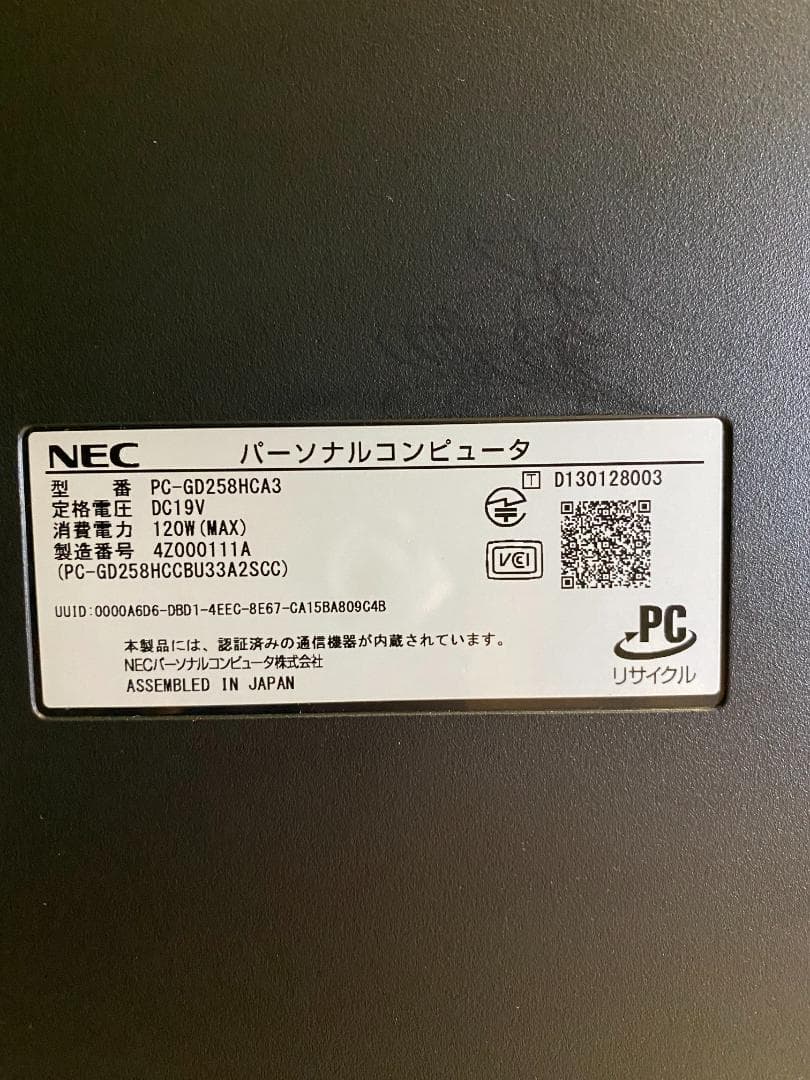 NEC パーソナルコンピュータ
型 番 PC-GD258HCA3
定格電圧 DC19V
消費電力 120W(MAX)
製造番号 4Z000111A
(PC-GD258HCCBU33A2SCC)
T D130128003
VCI
UUID:0000A6D6-DBD1-4EEC-8E67-CA15BA809C4B
本製品には、認証済みの通信機器が内蔵されています。
NECパーソナルコンピュータ株式会社
ASSEMBLED IN JAPAN
PC
リサイクル